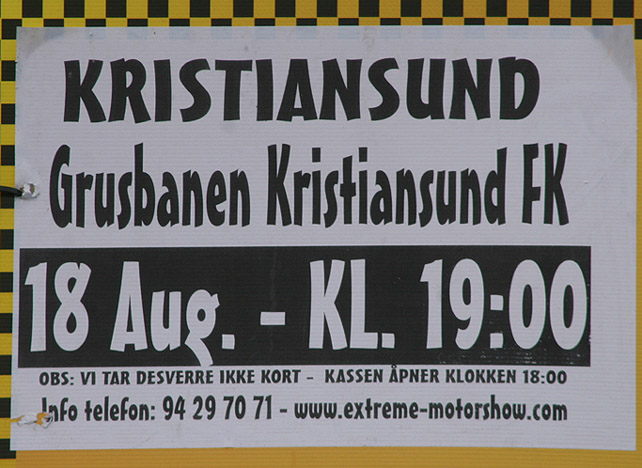 KRISTIANSUND
Grusbanen Kristiansund FK
18 Aug. - KL. 19:00
OBS: VI TAR DESVERRE IKKE KORT - KASSEN ÅPNER KLOKKEN 18:00
Info telefon: 94 29 70 71 - www.extreme-motorshow.com